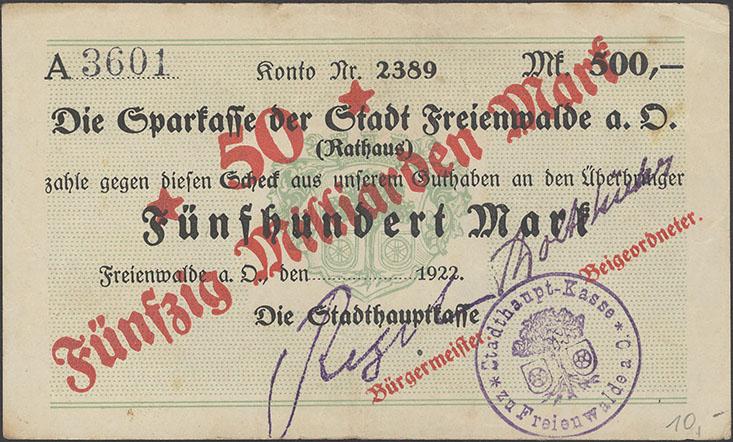 A 3601 Konto Nr. 2389 Mk. 500,—
Die Sparkasse der Stadt Freienwalde a. O.
(Rathaus)
zahle gegen diesen Scheck aus unserem Guthaben an den Überbringer
Fünfhundert Mark
Freienwalde a. O., den 1922.
Die Stadthauptkasse
* 50 *
Fünfzig Milliarden Mark
Bürgermeister.
Beigeordneter.
* Stadthaupt-Kasse * zu Freienwalde a O
10,-